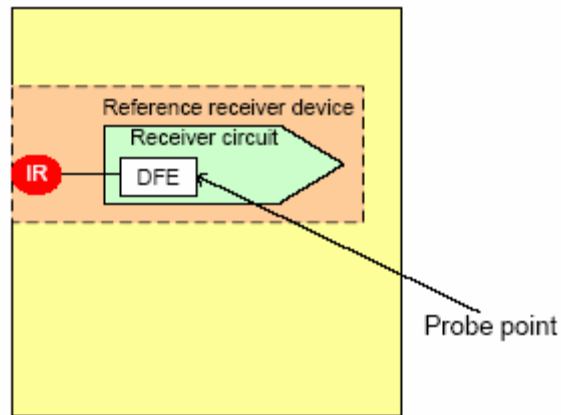 Reference receiver device
Receiver circuit
IR
DFE
Probe point